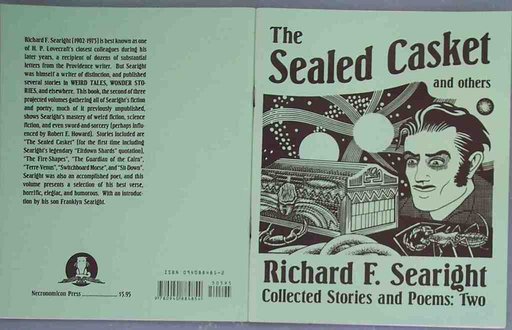 Richard F. Searight (1902-1975) is best known as one
of H. P. Lovecraft's closest colleagues during his
later years, a recipient of dozens of substantial
letters from the Providence writer. But Searight
was himself a writer of distinction, and published
several stories in WEIRD TALES, WONDER STO-
RIES, and elsewhere. This book, the second of three
projected volumes gathering all of Searight's fiction
and poetry, much of it previously unpublished,
shows Searight's mastery of weird fiction, science
fiction, and even sword-and-sorcery (perhaps influ-
enced by Robert E. Howard). Stories included are
"The Sealed Casket" (for the first time including
Searight's legendary "Eltdown Shards" quotation),
"The Fire-Shapes", "The Guardian of the Cairn",
"Terre Venus", "Switchboard Morse", and "Sit Down".
Searight was also an accomplished poet, and this
volume presents a selection of his best verse,
horrific, elegiac, and humorous. With an introduc-
tion by his son Franklyn Searight.
Necronomicon Press
$5.95
ISBN 0940884860-2
50595
The
Sealed Casket
and others
Richard F. Searight
Collected Stories and Poems: Two